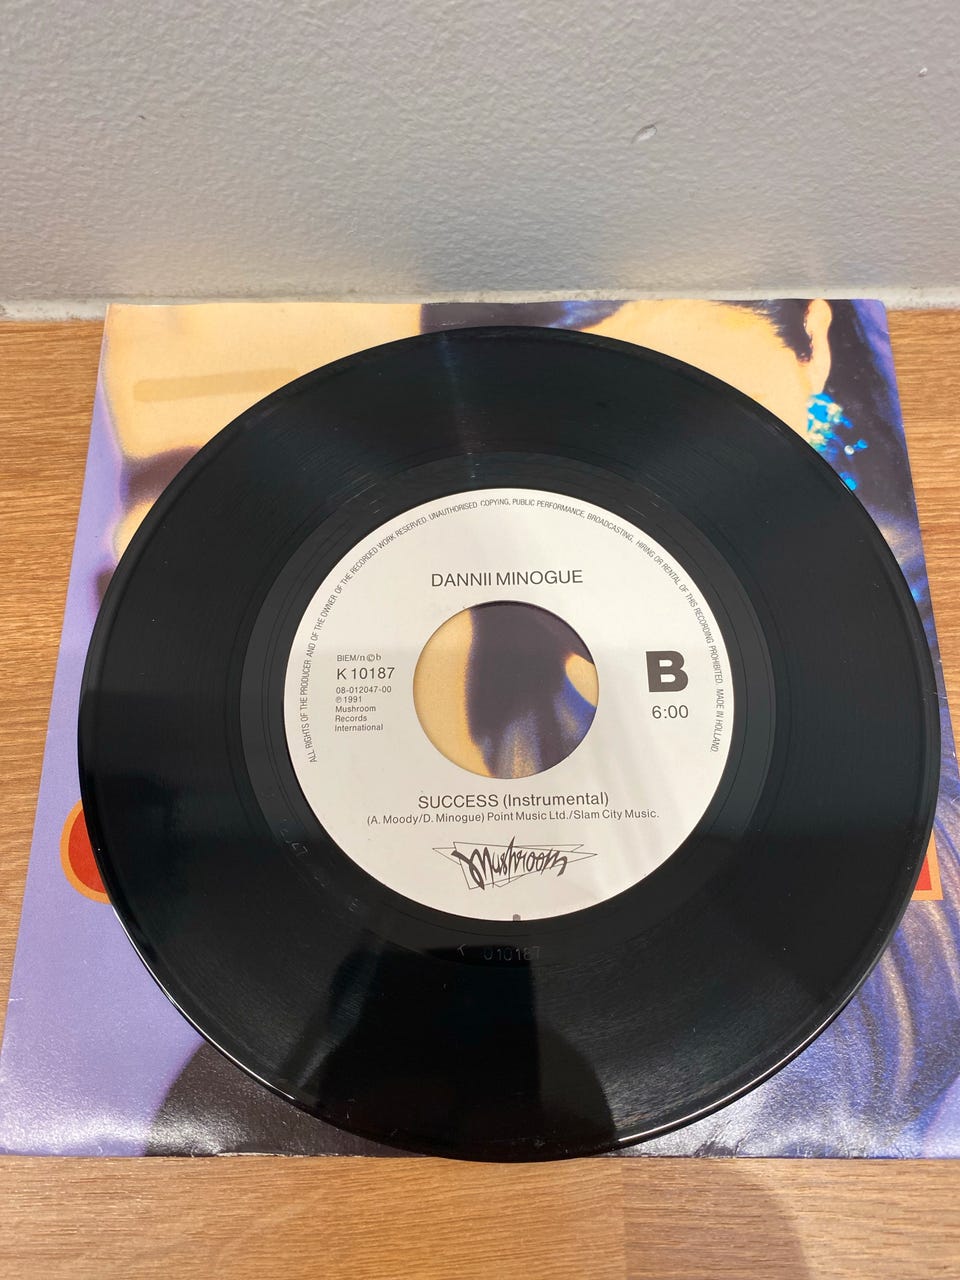 ALL RIGHTS OF THE PRODUCER AND OF THE OWNER OF THE RECORDED WORK RESERVED. UNAUTHORISED COPYING, PUBLIC PERFORMANCE, BROADCASTING, HIRING OR RENTAL OF THIS RECORDING PROHIBITED. MADE IN HOLLAND.
DANNII MINOGUE
BIEM/n©b
K 10187
08-012047-00
℗ 1991
Mushroom
Records
International
B
6:00
SUCCESS (Instrumental)
(A. Moody/D. Minogue) Point Music Ltd./Slam City Music.
Mushroom
K 010187